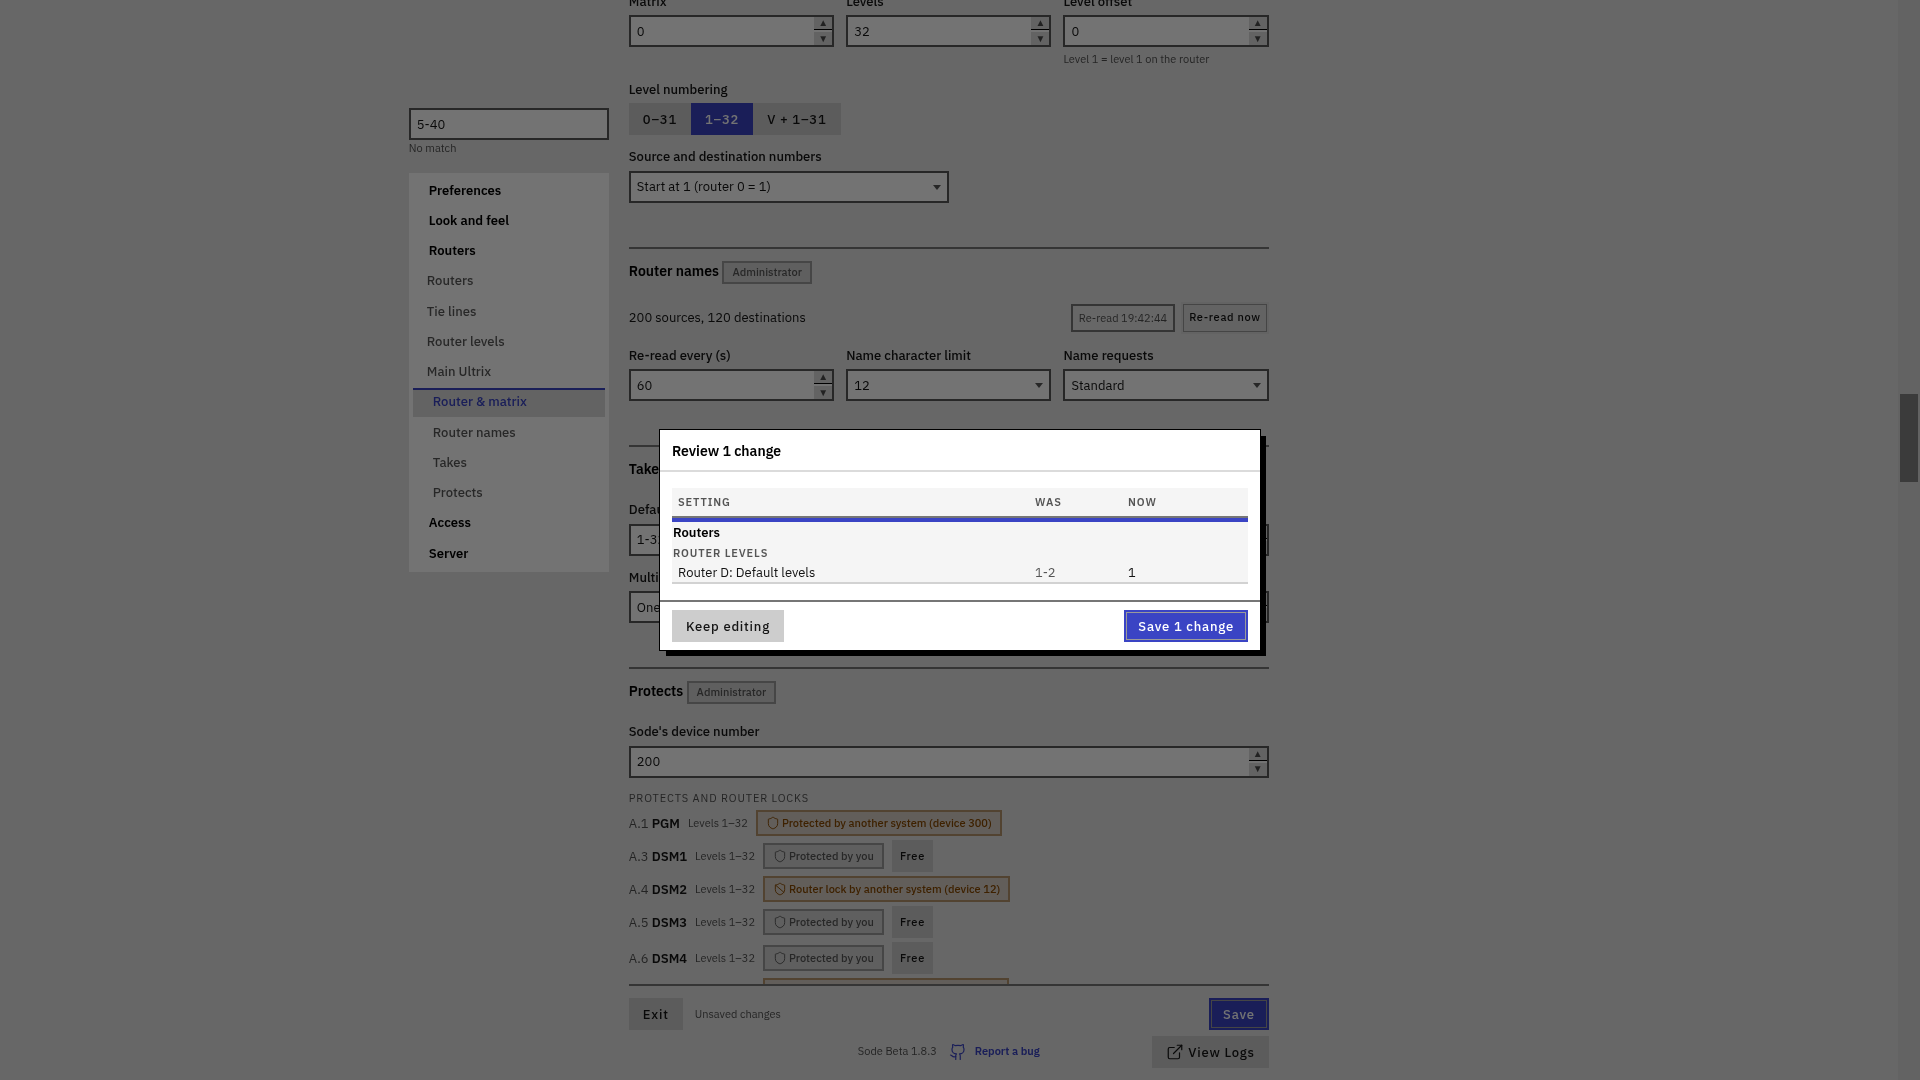 Matrix
Levels
Level offset
0
32
0
Level 1 = level 1 on the router
Level numbering
0–31
1–32
V + 1–31
5-40
No match
Source and destination numbers
Start at 1 (router 0 = 1)
Preferences
Look and feel
Routers
Routers
Tie lines
Router levels
Main Ultrix
Router & matrix
Router names
Takes
Protects
Access
Server
Router names
Administrator
200 sources, 120 destinations
Re-read 19:42:44
Re-read now
Re-read every (s)
Name character limit
Name requests
60
12
Standard
Review 1 change
SETTING
WAS
NOW
Routers
ROUTER LEVELS
Router D: Default levels
1-2
1
Keep editing
Save 1 change
Protects
Administrator
Sode's device number
200
PROTECTS AND ROUTER LOCKS
A.1 PGM Levels 1–32 Protected by another system (device 300)
A.3 DSM1 Levels 1–32 Protected by you Free
A.4 DSM2 Levels 1–32 Router lock by another system (device 12)
A.5 DSM3 Levels 1–32 Protected by you Free
A.6 DSM4 Levels 1–32 Protected by you Free
Exit
Unsaved changes
Save
Sode Beta 1.8.3
Report a bug
View Logs